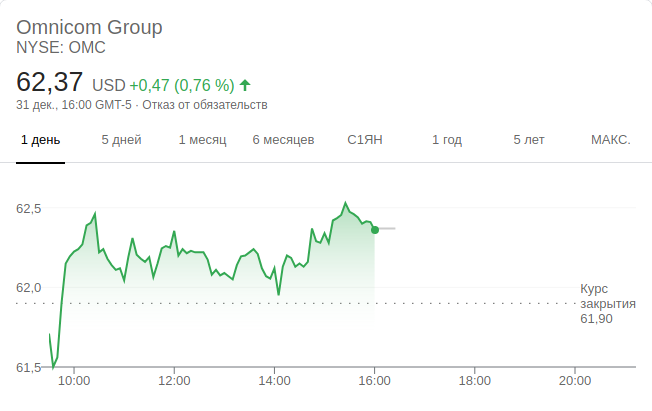 Omnicom Group
NYSE: OMC
62,37 USD +0,47 (0,76 %)
31 дек., 16:00 GMT-5 · Отказ от обязательств
1 день 5 дней 1 месяц 6 месяцев С1ЯН 1 год 5 лет МАКС.
62,5
62,0
Курс
закрытия
61,90
61,5
10:00 12:00 14:00 16:00 18:00 20:00